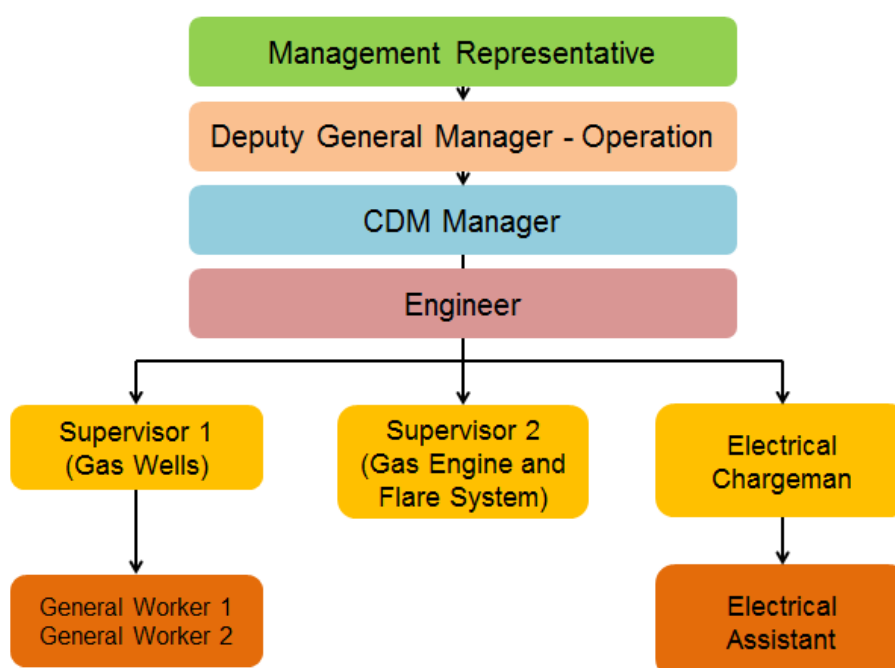 Management Representative
Deputy General Manager - Operation
CDM Manager
Engineer
Supervisor 1
(Gas Wells)
Supervisor 2
(Gas Engine and
Flare System)
Electrical
Chargeman
General Worker 1
General Worker 2
Electrical
Assistant